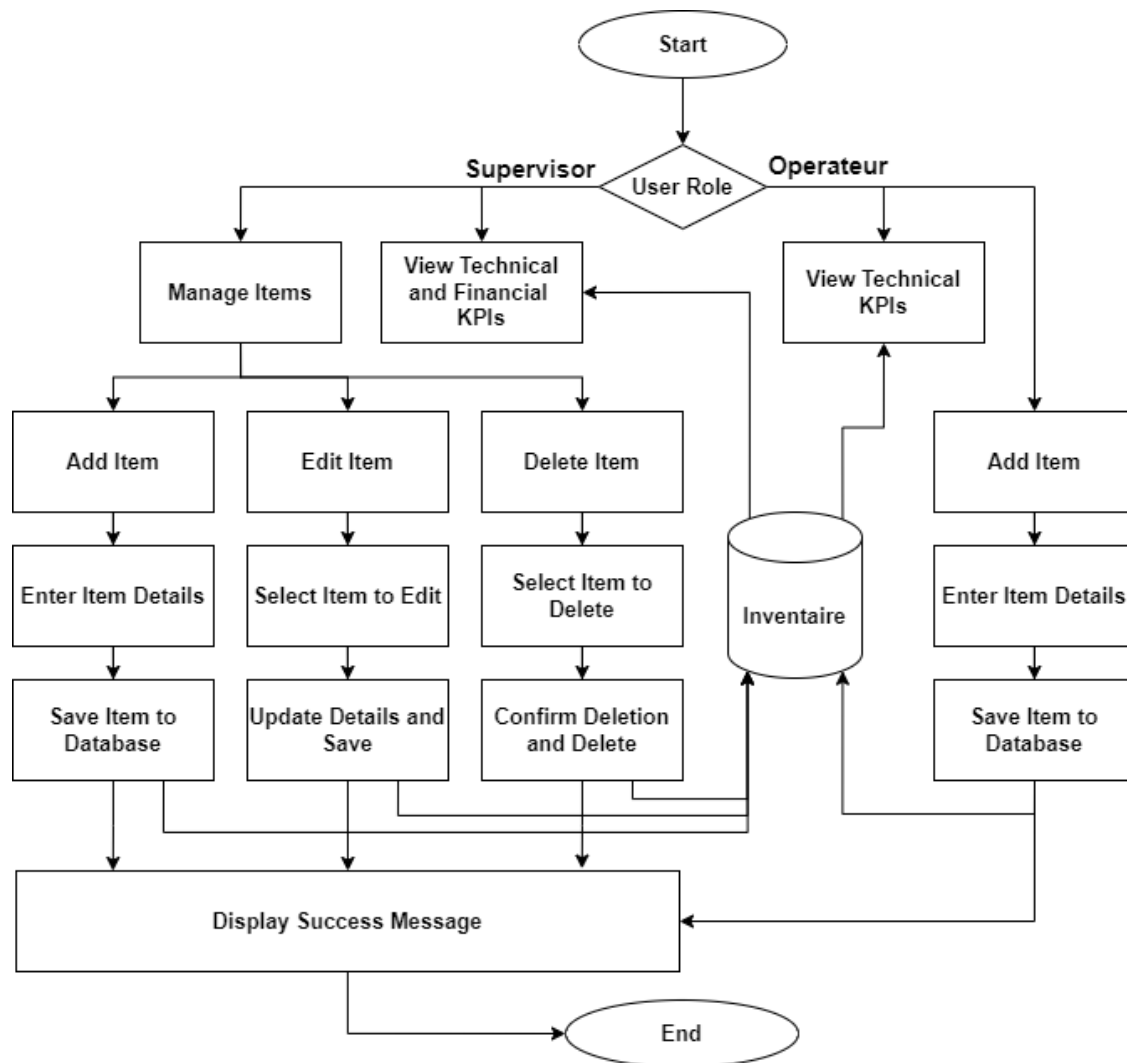 Start
Supervisor
User Role
Operateur
Manage Items
View Technical
and Financial
KPIs
View Technical
KPIs
Add Item
Edit Item
Delete Item
Add Item
Enter Item Details
Select Item to Edit
Select Item to
Delete
Inventaire
Enter Item Details
Save Item to
Database
Update Details and
Save
Confirm Deletion
and Delete
Save Item to
Database
Display Success Message
End